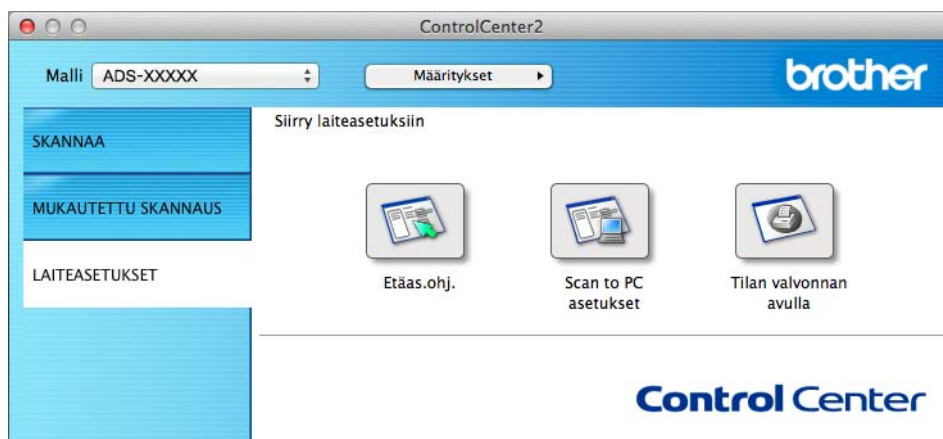 ControlCenter2
Malli ADS-XXXXX Määritykset
brother
SKANNAA
MUKAUTETTU SKANNAUS
LAITEASETUKSET
Siirry laiteasetuksiin
Etäas.ohj.
Scan to PC
asetukset
Tilan valvonnan
avulla
Control Center